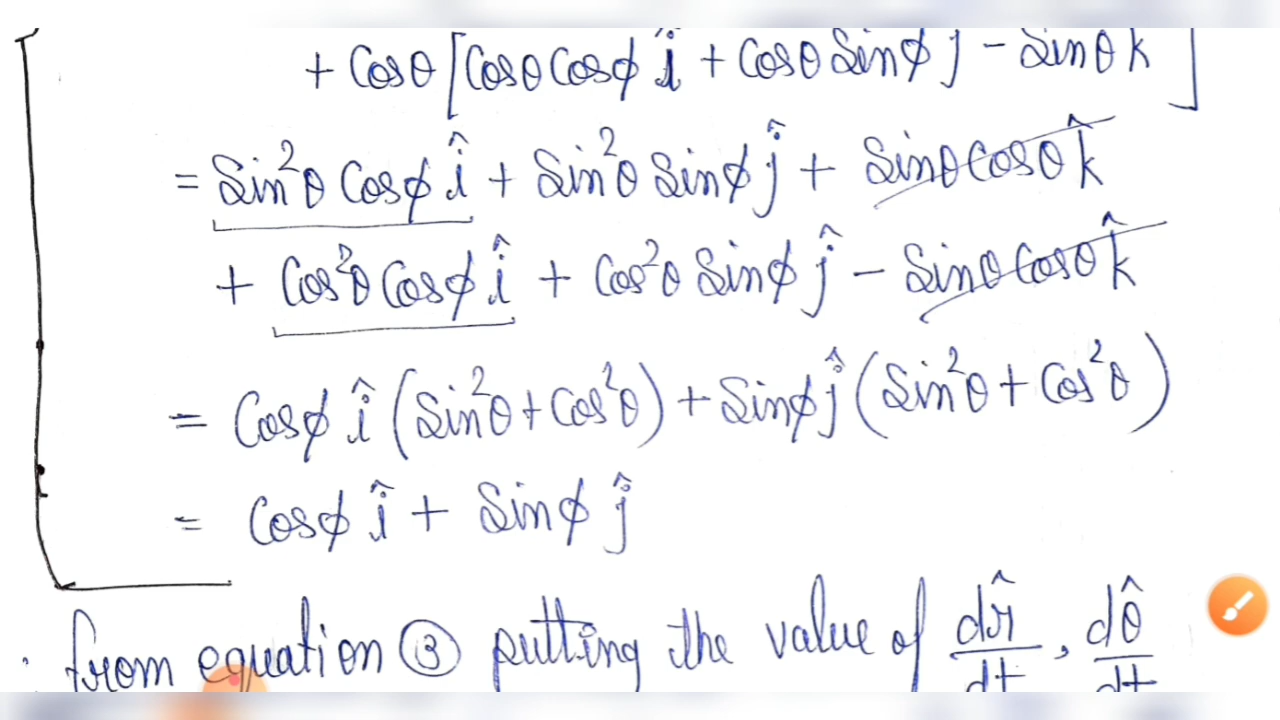 + Cosθ [Cosθ Cosϕ î + Cosθ Sinϕ j - Sinθ k]
= Sin²θ Cosϕ î + Sin²θ Sinϕ ĵ + Sinθ Cosθ k̂
+ Cos²θ Cosϕ î + Cos²θ Sinϕ ĵ - Sinθ Cosθ k̂
= Cosϕ î (Sin²θ + Cos²θ) + Sinϕ ĵ (Sin²θ + Cos²θ)
= Cosϕ î + Sinϕ ĵ
from equation ③ putting the value of dr̂/dt, dθ̂/dt